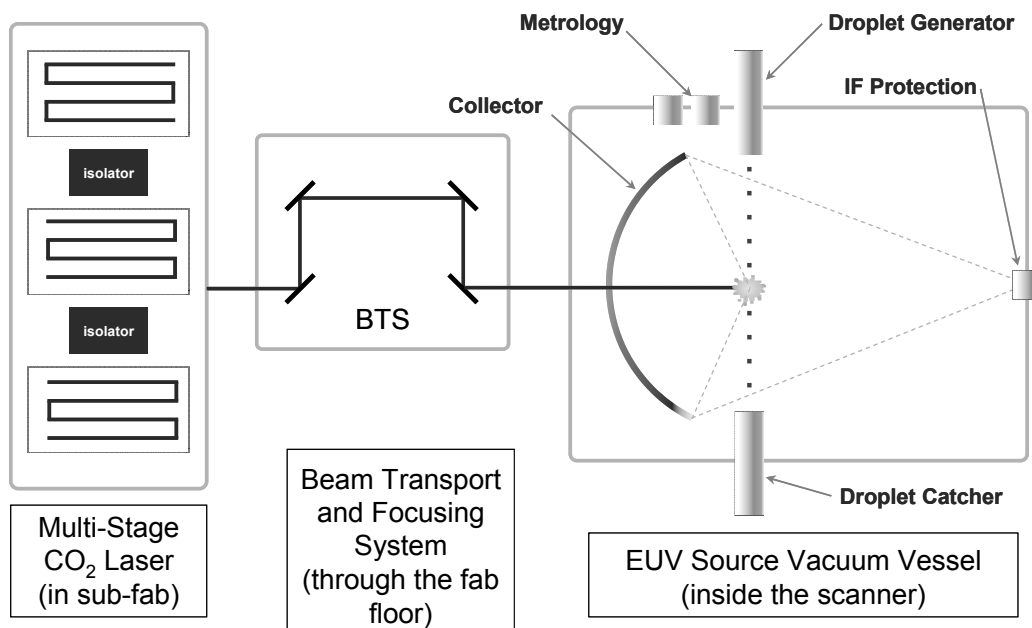 Metrology
Droplet Generator
IF Protection
Collector
isolator
isolator
BTS
Droplet Catcher
Multi-Stage
CO₂ Laser
(in sub-fab)
Beam Transport
and Focusing
System
(through the fab
floor)
EUV Source Vacuum Vessel
(inside the scanner)